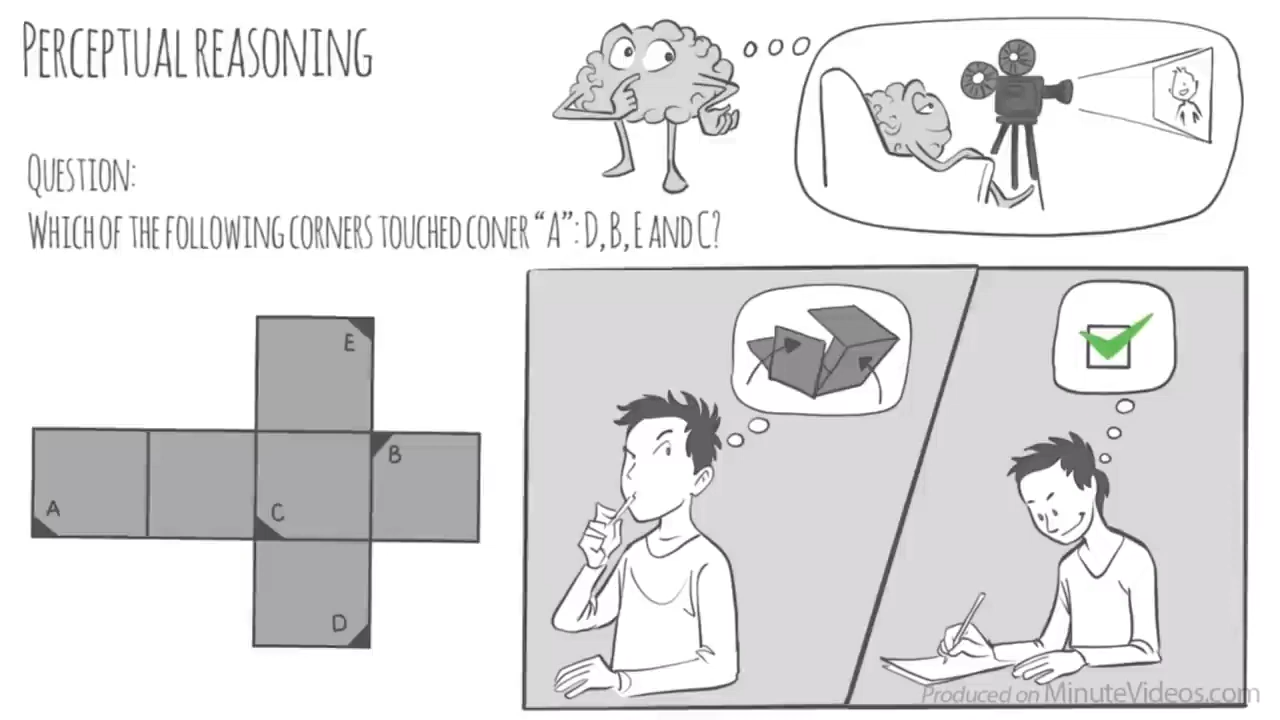 PERCEPTUAL REASONING
QUESTION:
WHICH OF THE FOLLOWING CORNERS TOUCHED CONER “A”: D, B, E AND C?
E
B
A
C
D
Produced on MinuteVideos.com